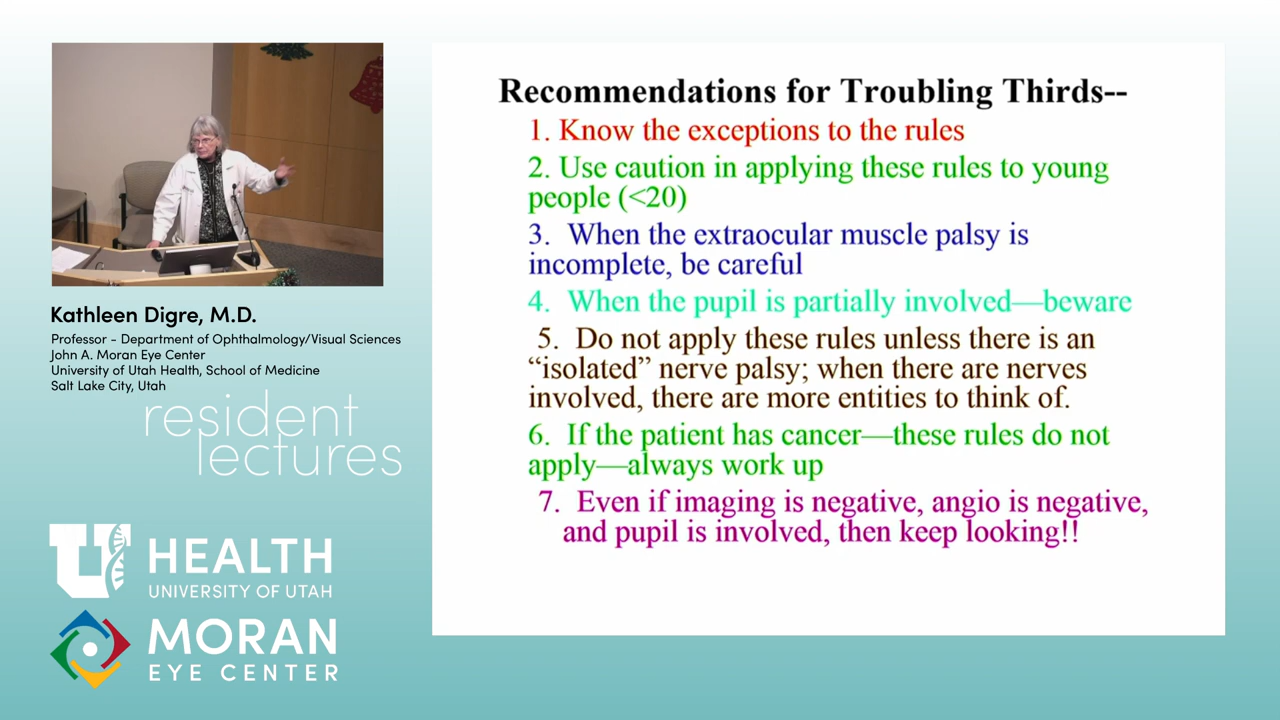 Recommendations for Troubling Thirds--
1. Know the exceptions to the rules
2. Use caution in applying these rules to young
people (<20)
3. When the extraocular muscle palsy is
incomplete, be careful
4. When the pupil is partially involved—beware
5. Do not apply these rules unless there is an
“isolated” nerve palsy; when there are nerves
involved, there are more entities to think of.
6. If the patient has cancer—these rules do not
apply—always work up
7. Even if imaging is negative, angio is negative,
and pupil is involved, then keep looking!!
Kathleen Digre, M.D.
Professor - Department of Ophthalmology/Visual Sciences
John A. Moran Eye Center
University of Utah Health, School of Medicine
Salt Lake City, Utah
resident
lectures
U HEALTH
UNIVERSITY OF UTAH
MORAN
EYE CENTER